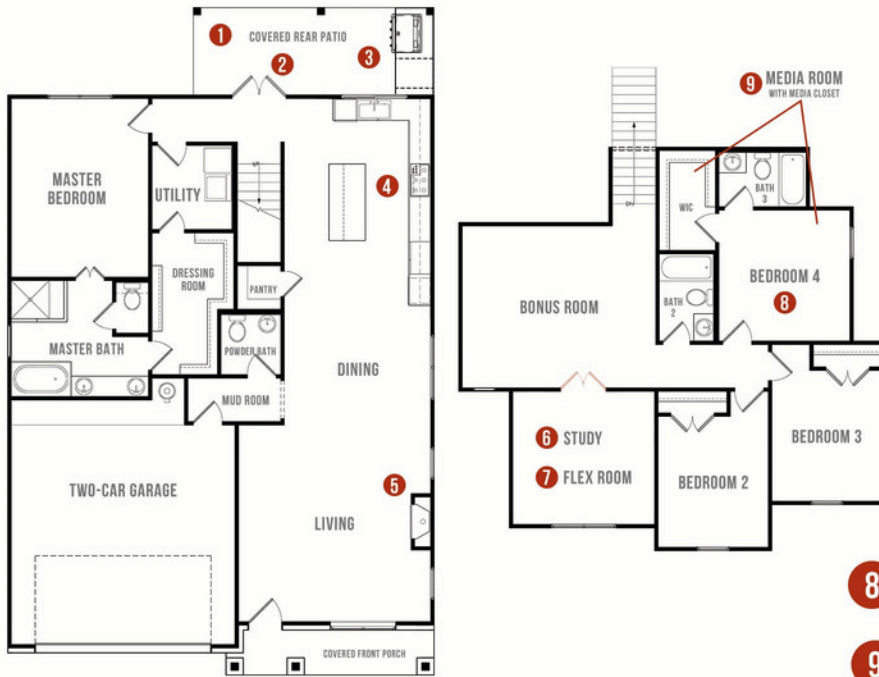 1
COVERED REAR PATIO
2
3
MASTER
BEDROOM
UTILITY
4
DRESSING
ROOM
PANTRY
MASTER BATH
POWDER BATH
DINING
MUD ROOM
TWO-CAR GARAGE
5
LIVING
COVERED FRONT PORCH
9 MEDIA ROOM
WITH MEDIA CLOSET
WIC
BATH
3
BONUS ROOM
BEDROOM 4
8
BATH
2
6 STUDY
7 FLEX ROOM
BEDROOM 2
BEDROOM 3
8
9